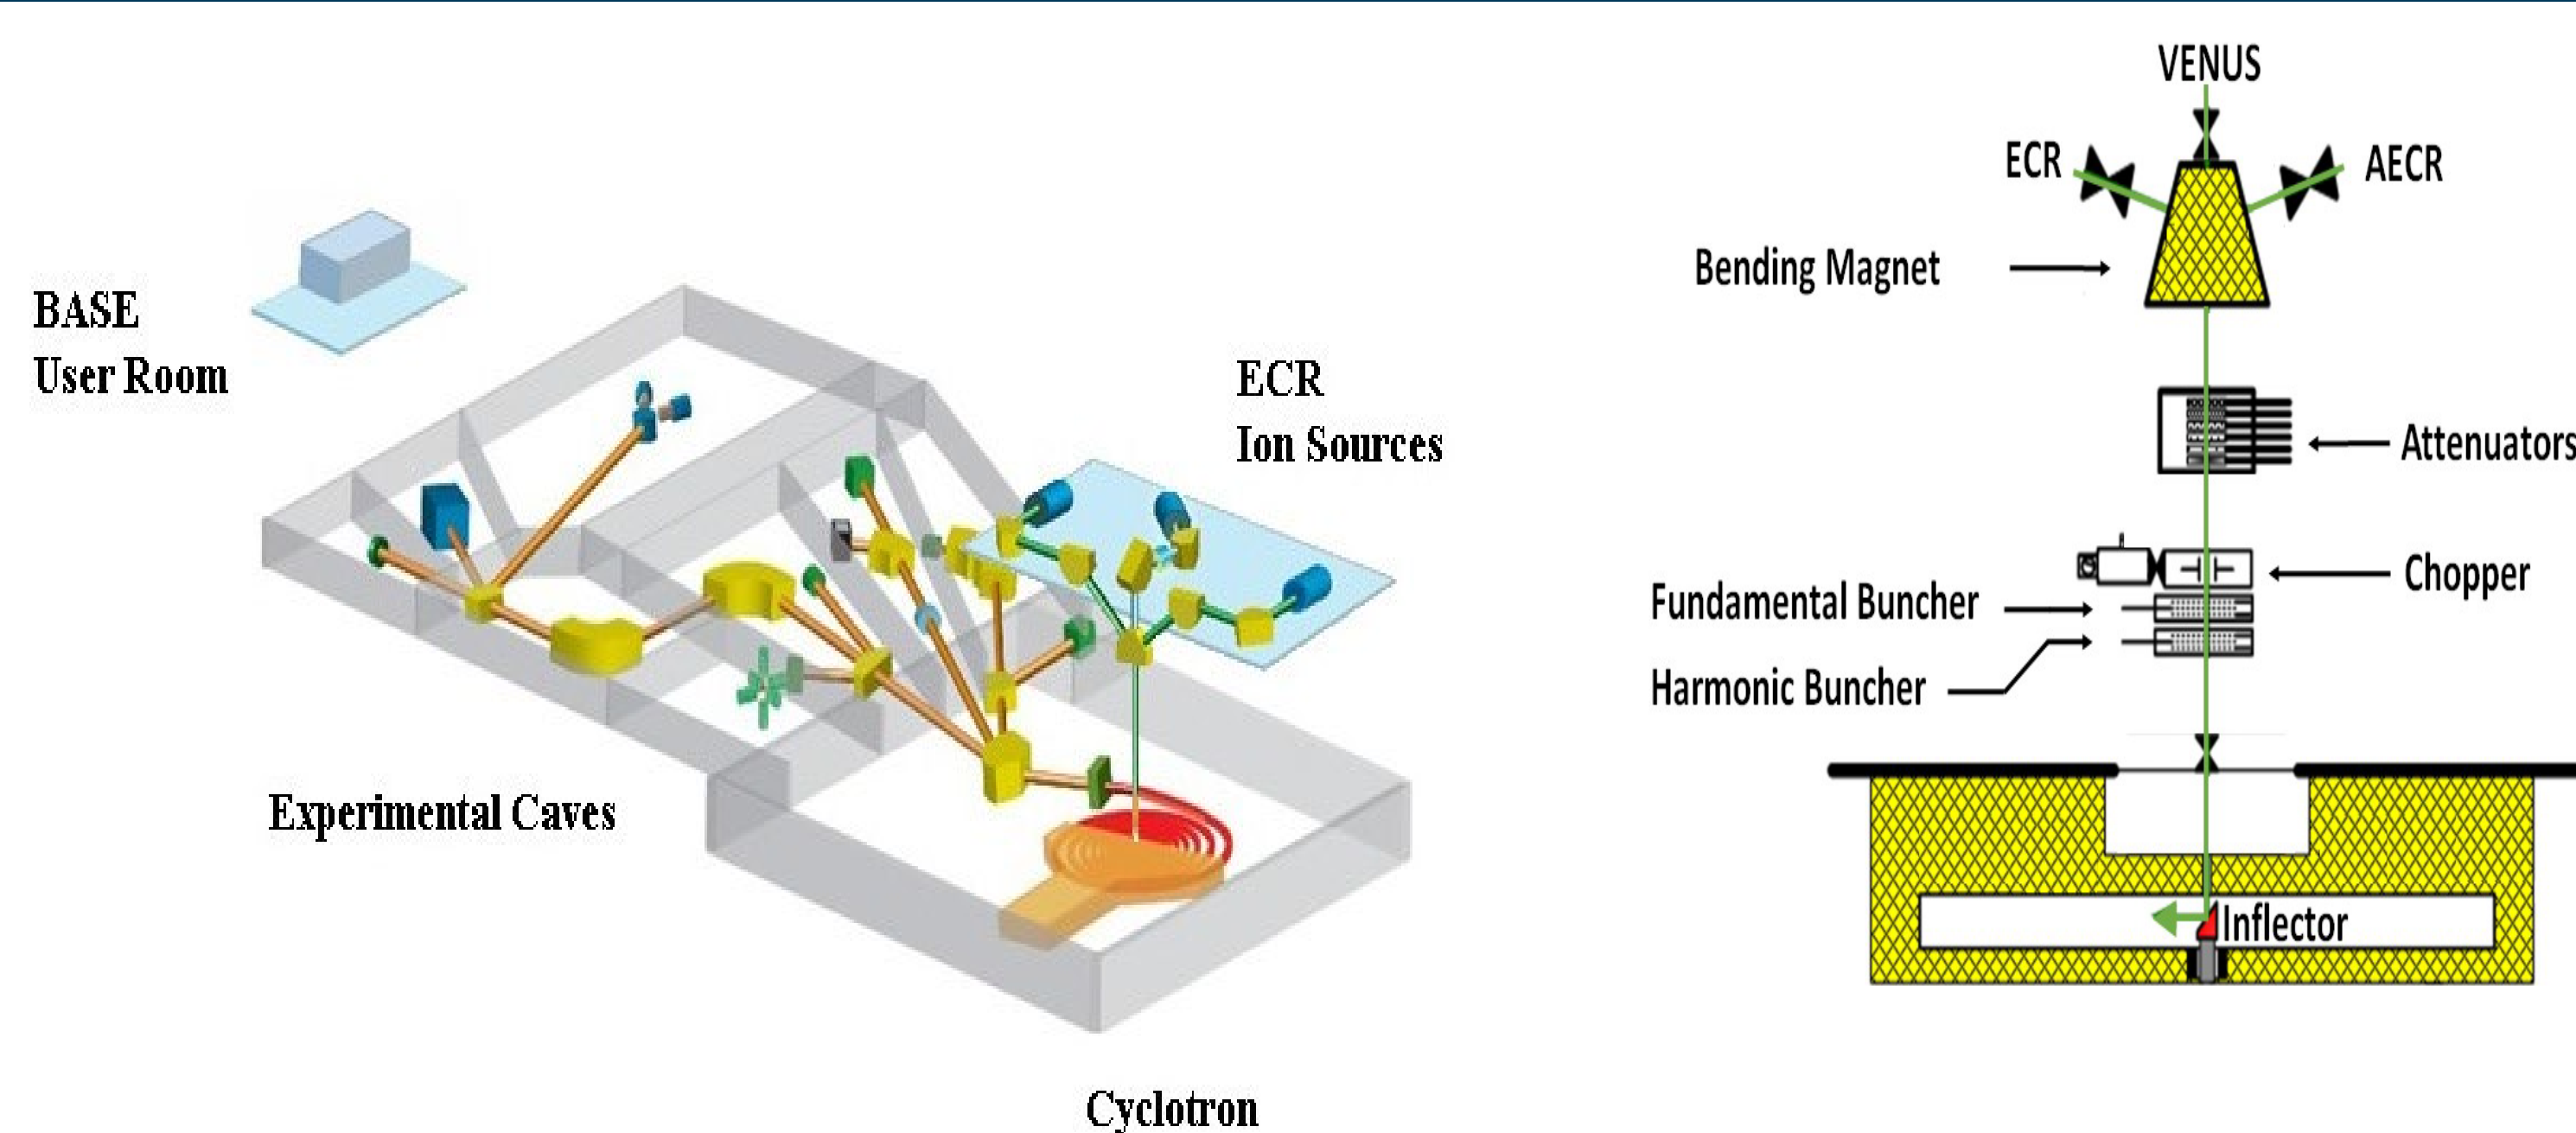 BASE
User Room
ECR
Ion Sources
Experimental Caves
Cyclotron
VENUS
ECR
AECR
Bending Magnet
Attenuators
Chopper
Fundamental Buncher
Harmonic Buncher
Inflector